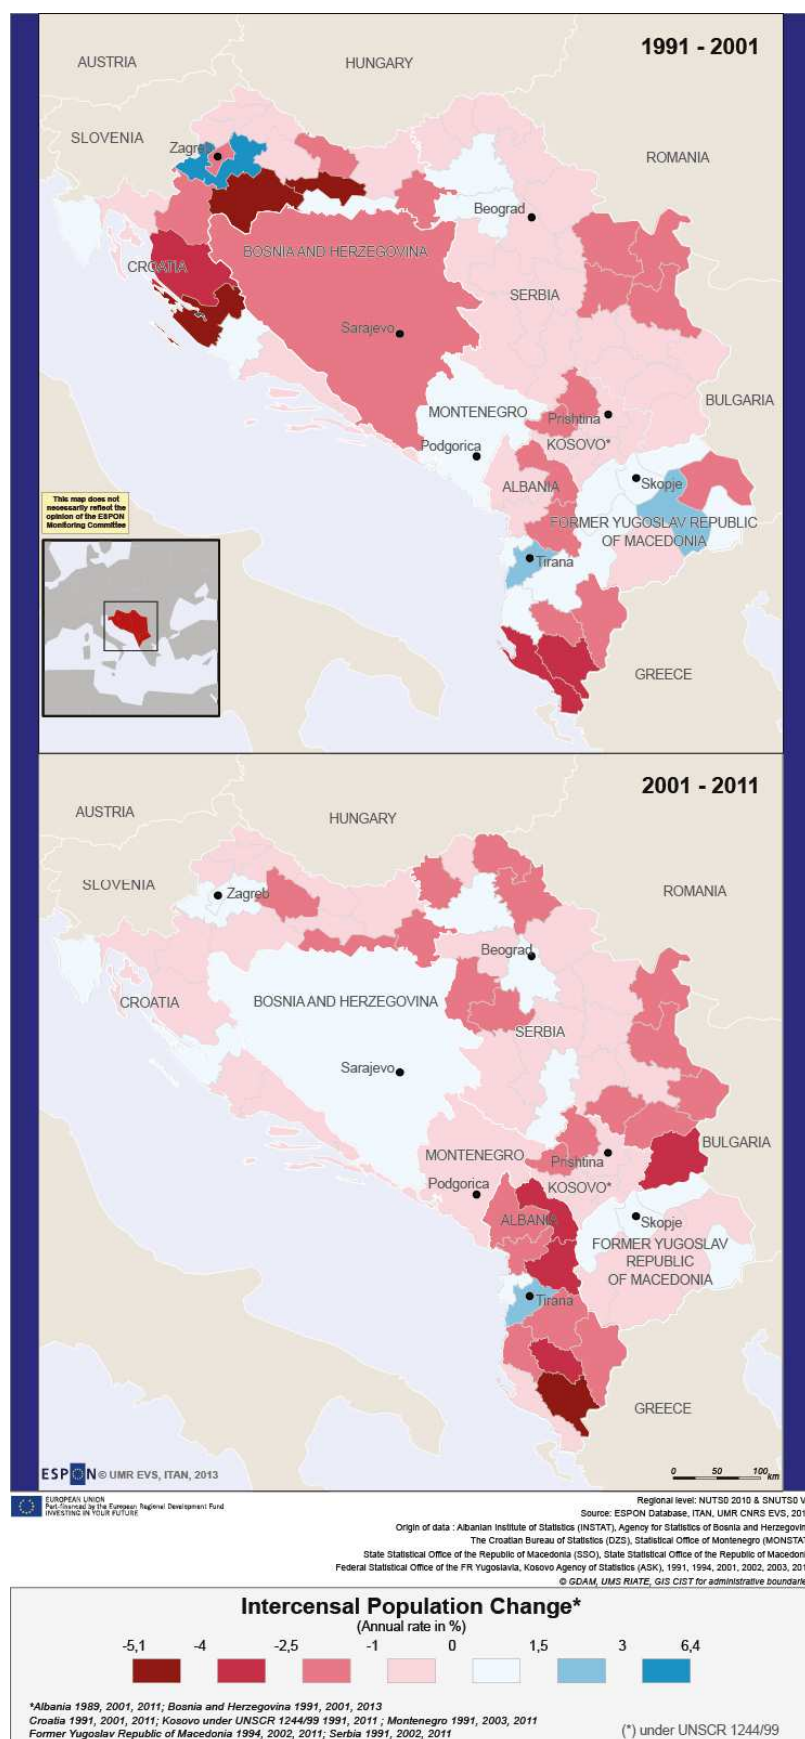 1991 - 2001
AUSTRIA
HUNGARY
SLOVENIA
Zagreb
ROMANIA
Beograd
BOSNIA AND HERZEGOVINA
CROATIA
SERBIA
Sarajevo
BULGARIA
MONTENEGRO
Prishtina
KOSOVO*
Podgorica
ALBANIA
Skopje
This map does not
necessarily reflect the
opinion of the ESPON
Monitoring Committee
FORMER YUGOSLAV REPUBLIC
OF MACEDONIA
Tirana
GREECE
2001 - 2011
AUSTRIA
HUNGARY
SLOVENIA
Zagreb
ROMANIA
Beograd
CROATIA
BOSNIA AND HERZEGOVINA
SERBIA
Sarajevo
BULGARIA
MONTENEGRO
Prishtina
Podgorica
KOSOVO*
ALBANIA
Skopje
FORMER YUGOSLAV
REPUBLIC
OF MACEDONIA
Tirana
GREECE
ESPON © UMR EVS, ITAN, 2013
0 50 100
km
EUROPEAN UNION
Part-financed by the European Regional Development Fund
INVESTING IN YOUR FUTURE
Regional level: NUTS0 2010 & SNUTS0 V
Source: ESPON Database, ITAN, UMR CNRS EVS, 201
Origin of data : Albanian Institute of Statistics (INSTAT), Agency for Statistics of Bosnia and Herzegovin
The Croatian Bureau of Statistics (DZS), Statistical Office of Montenegro (MONSTAT
State Statistical Office of the Republic of Macedonia (SSO), State Statistical Office of the Republic of Macedoni
Federal Statistical Office of the FR Yugoslavia, Kosovo Agency of Statistics (ASK), 1991, 1994, 2001, 2002, 2003, 201
© GDAM, UMS RIATE, GIS CIST for administrative boundarie
Intercensal Population Change*
(Annual rate in %)
-5,1 -4 -2,5 -1 0 1,5 3 6,4
*Albania 1989, 2001, 2011; Bosnia and Herzegovina 1991, 2001, 2013
Croatia 1991, 2001, 2011; Kosovo under UNSCR 1244/99 1991, 2011 ; Montenegro 1991, 2003, 2011
Former Yugoslav Republic of Macedonia 1994, 2002, 2011; Serbia 1991, 2002, 2011
(*) under UNSCR 1244/99